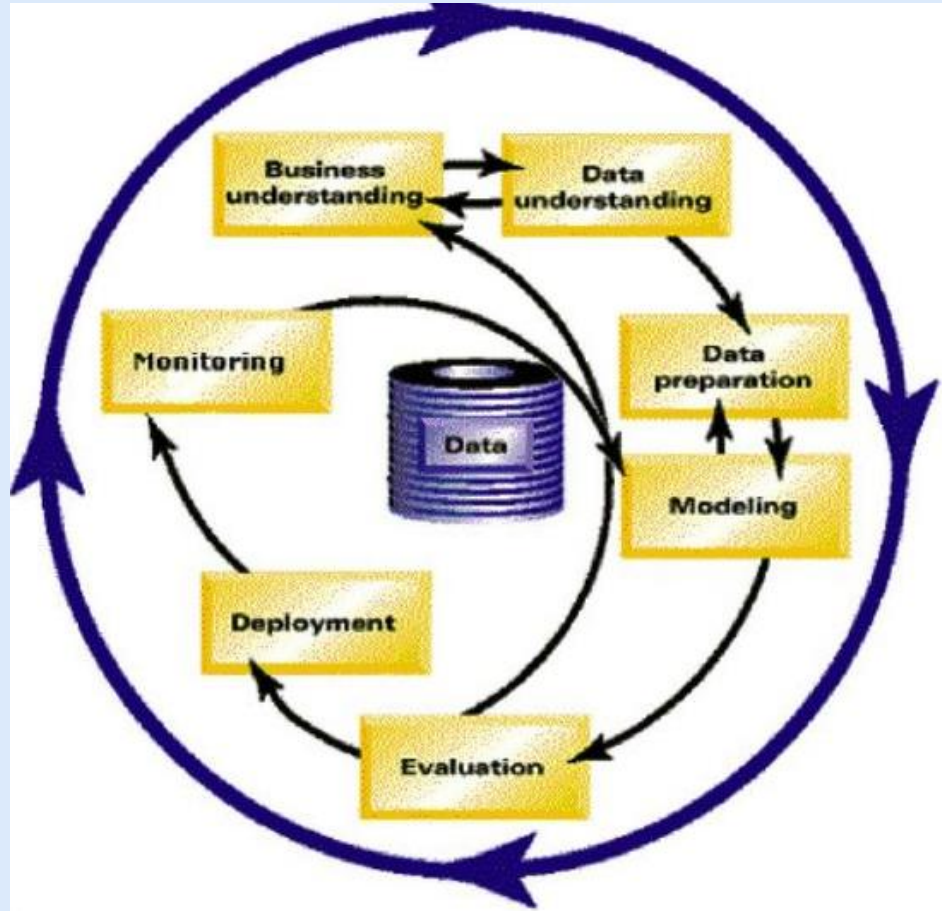 Business
understanding
Data
understanding
Monitoring
Data
preparation
Data
Modeling
Deployment
Evaluation